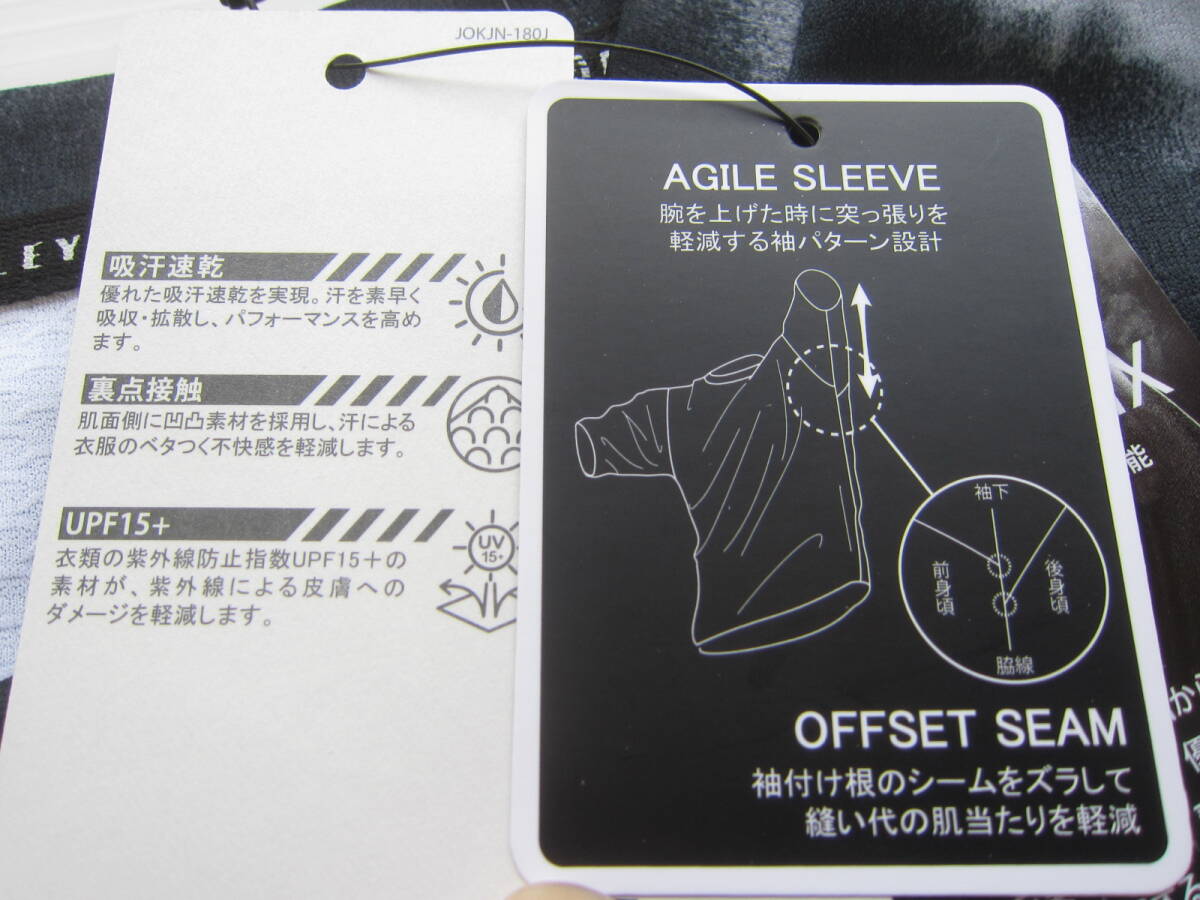 JOKJN-180J
LEY
吸汗速乾
優れた吸汗速乾を実現。汗を素早く
吸収・拡散し、パフォーマンスを高め
ます。
裏点接触
肌面側に凹凸素材を採用し、汗による
衣服のベタつく不快感を軽減します。
UPF15+
UV
15+
衣類の紫外線防止指数UPF15+の
素材が、紫外線による皮膚への
ダメージを軽減します。
AGILE SLEEVE
腕を上げた時に突っ張りを
軽減する袖パターン設計
袖下
前身頃
後身頃
脇線
OFFSET SEAM
袖付け根のシームをズラして
縫い代の肌当たりを軽減
X
能
から
優